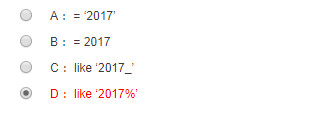 A： = ‘2017’
B： = 2017
C： like ‘2017_’
D： like ‘2017%’